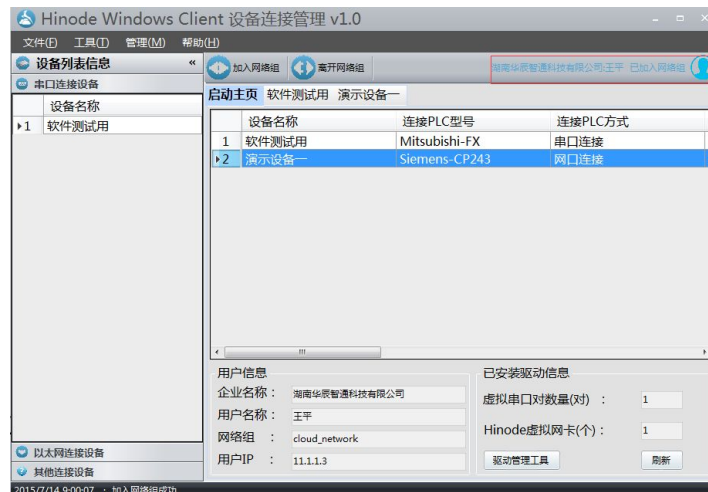 Hinode Windows Client 设备连接管理 v1.0
文件(F) 工具(T) 管理(M) 帮助(H)
设备列表信息 «
串口连接设备
设备名称
1 软件测试用
以太网连接设备
其他连接设备
加入网络组 离开网络组 湖南华辰智通科技有限公司:王平 已加入网络组
启动主页 软件测试用 演示设备一
设备名称 连接PLC型号 连接PLC方式
1 软件测试用 Mitsubishi-FX 串口连接
2 演示设备一 Siemens-CP243 网口连接
用户信息
企业名称: 湖南华辰智通科技有限公司
用户名称: 王平
网络组 : cloud_network
用户IP : 11.1.1.3
已安装驱动信息
虚拟串口对数量(对) : 1
Hinode虚拟网卡(个): 1
驱动管理工具 刷新
2015/7/14 9:00:07 : 加入网络组成功